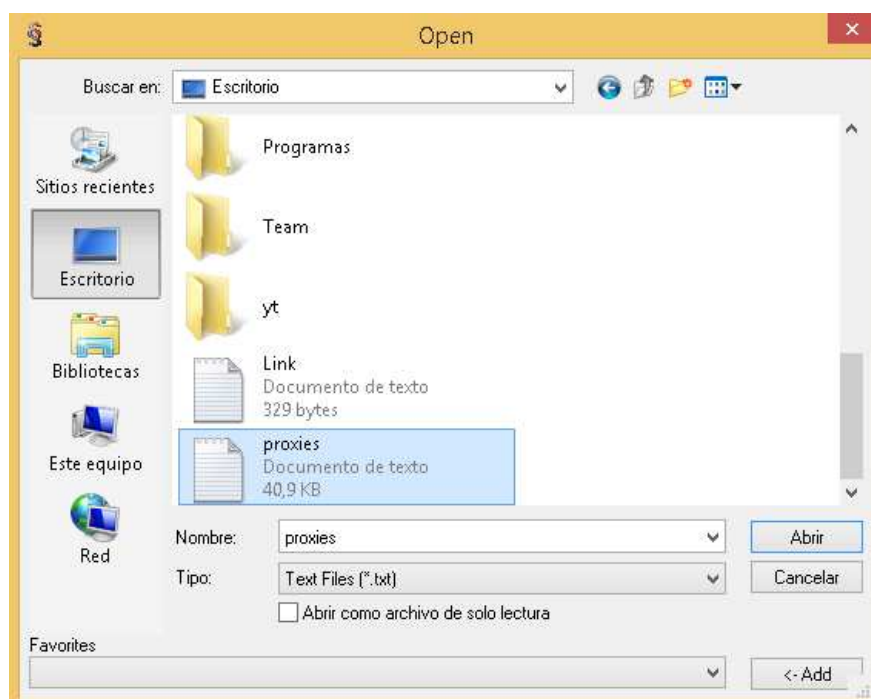 Open
Buscar en:
Escritorio
Sitios recientes
Escritorio
Bibliotecas
Este equipo
Red
Programas
Team
yt
Link
Documento de texto
329 bytes
proxies
Documento de texto
40,9 KB
Nombre:
proxies
Abrir
Tipo:
Text Files (*.txt)
Cancelar
Abrir como archivo de solo lectura
Favorites
<- Add